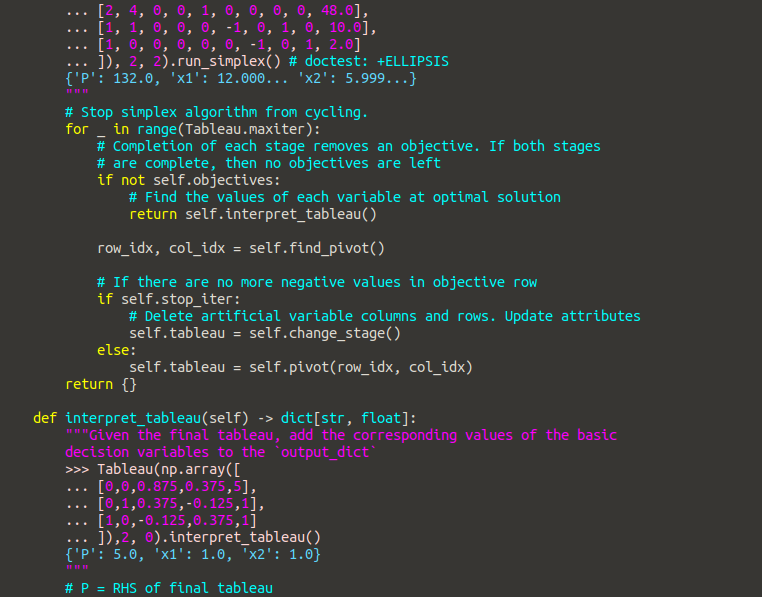 ... [2, 4, 0, 0, 1, 0, 0, 0, 0, 48.0],
... [1, 1, 0, 0, 0, -1, 0, 1, 0, 10.0],
... [1, 0, 0, 0, 0, 0, -1, 0, 1, 2.0]
... ]), 2, 2).run_simplex() # doctest: +ELLIPSIS
{'P': 132.0, 'x1': 12.000... 'x2': 5.999...}
"""
# Stop simplex algorithm from cycling.
for _ in range(Tableau.maxiter):
# Completion of each stage removes an objective. If both stages
# are complete, then no objectives are left
if not self.objectives:
# Find the values of each variable at optimal solution
return self.interpret_tableau()
row_idx, col_idx = self.find_pivot()
# If there are no more negative values in objective row
if self.stop_iter:
# Delete artificial variable columns and rows. Update attributes
self.tableau = self.change_stage()
else:
self.tableau = self.pivot(row_idx, col_idx)
return {}
def interpret_tableau(self) -> dict[str, float]:
"""Given the final tableau, add the corresponding values of the basic
decision variables to the `output_dict`
>>> Tableau(np.array([
... [0,0,0.875,0.375,5],
... [0,1,0.375,-0.125,1],
... [1,0,-0.125,0.375,1]
... ]),2, 0).interpret_tableau()
{'P': 5.0, 'x1': 1.0, 'x2': 1.0}
"""
# P = RHS of final tableau